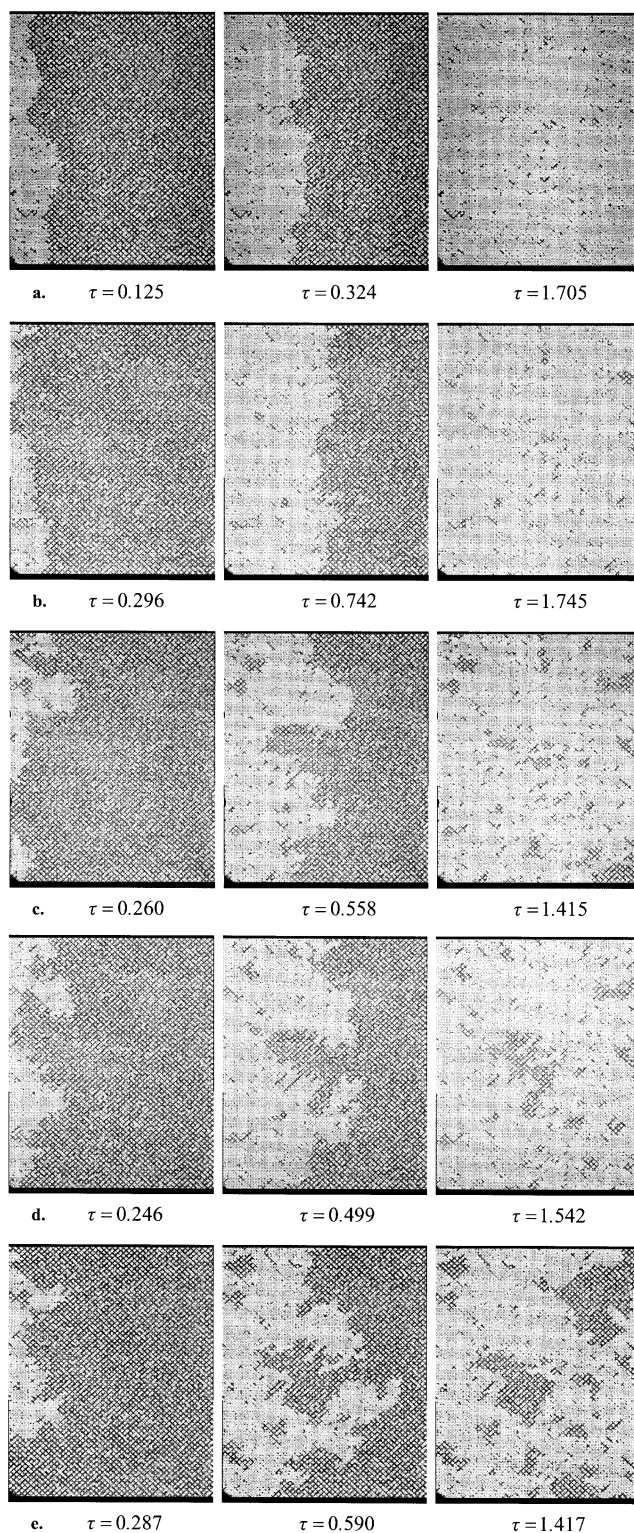 a. τ = 0.125 τ = 0.324 τ = 1.705
b. τ = 0.296 τ = 0.742 τ = 1.745
c. τ = 0.260 τ = 0.558 τ = 1.415
d. τ = 0.246 τ = 0.499 τ = 1.542
e. τ = 0.287 τ = 0.590 τ = 1.417